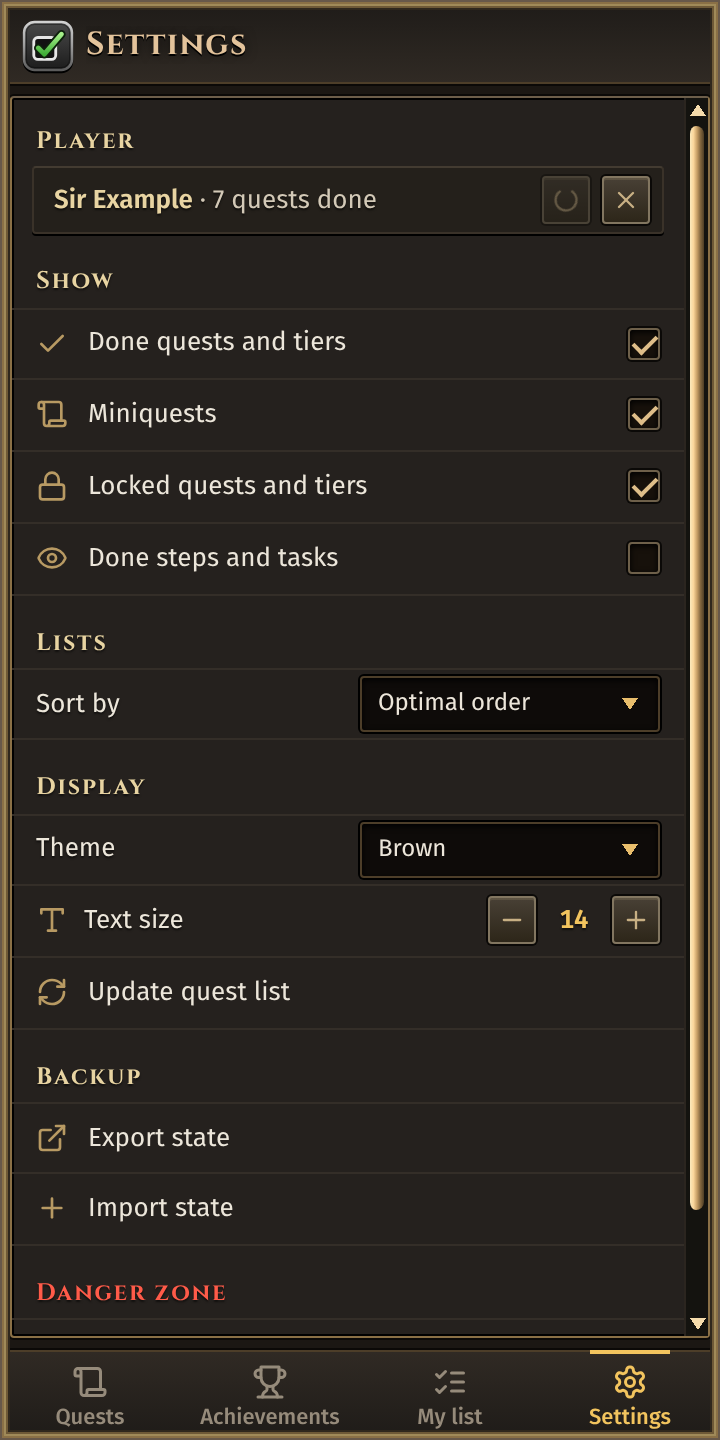 Settings
Player
Sir Example · 7 quests done
Show
Done quests and tiers
Miniquests
Locked quests and tiers
Done steps and tasks
Lists
Sort by Optimal order
Display
Theme Brown
Text size 14
Update quest list
Backup
Export state
Import state
Danger zone
Quests Achievements My list Settings